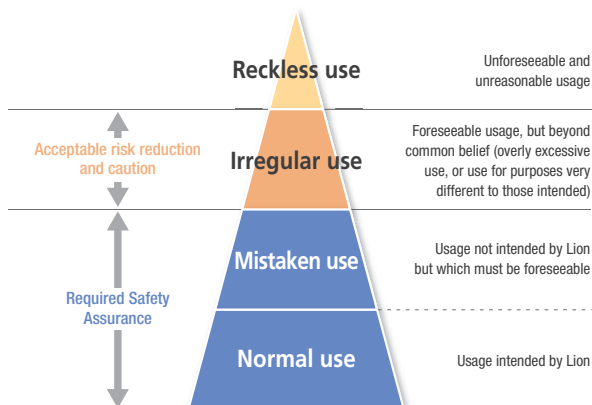 Reckless use
Unforeseeable and
unreasonable usage
Acceptable risk reduction
and caution
Irregular use
Foreseeable usage, but beyond
common belief (overly excessive
use, or use for purposes very
different to those intended)
Required Safety
Assurance
Mistaken use
Usage not intended by Lion
but which must be foreseeable
Normal use
Usage intended by Lion